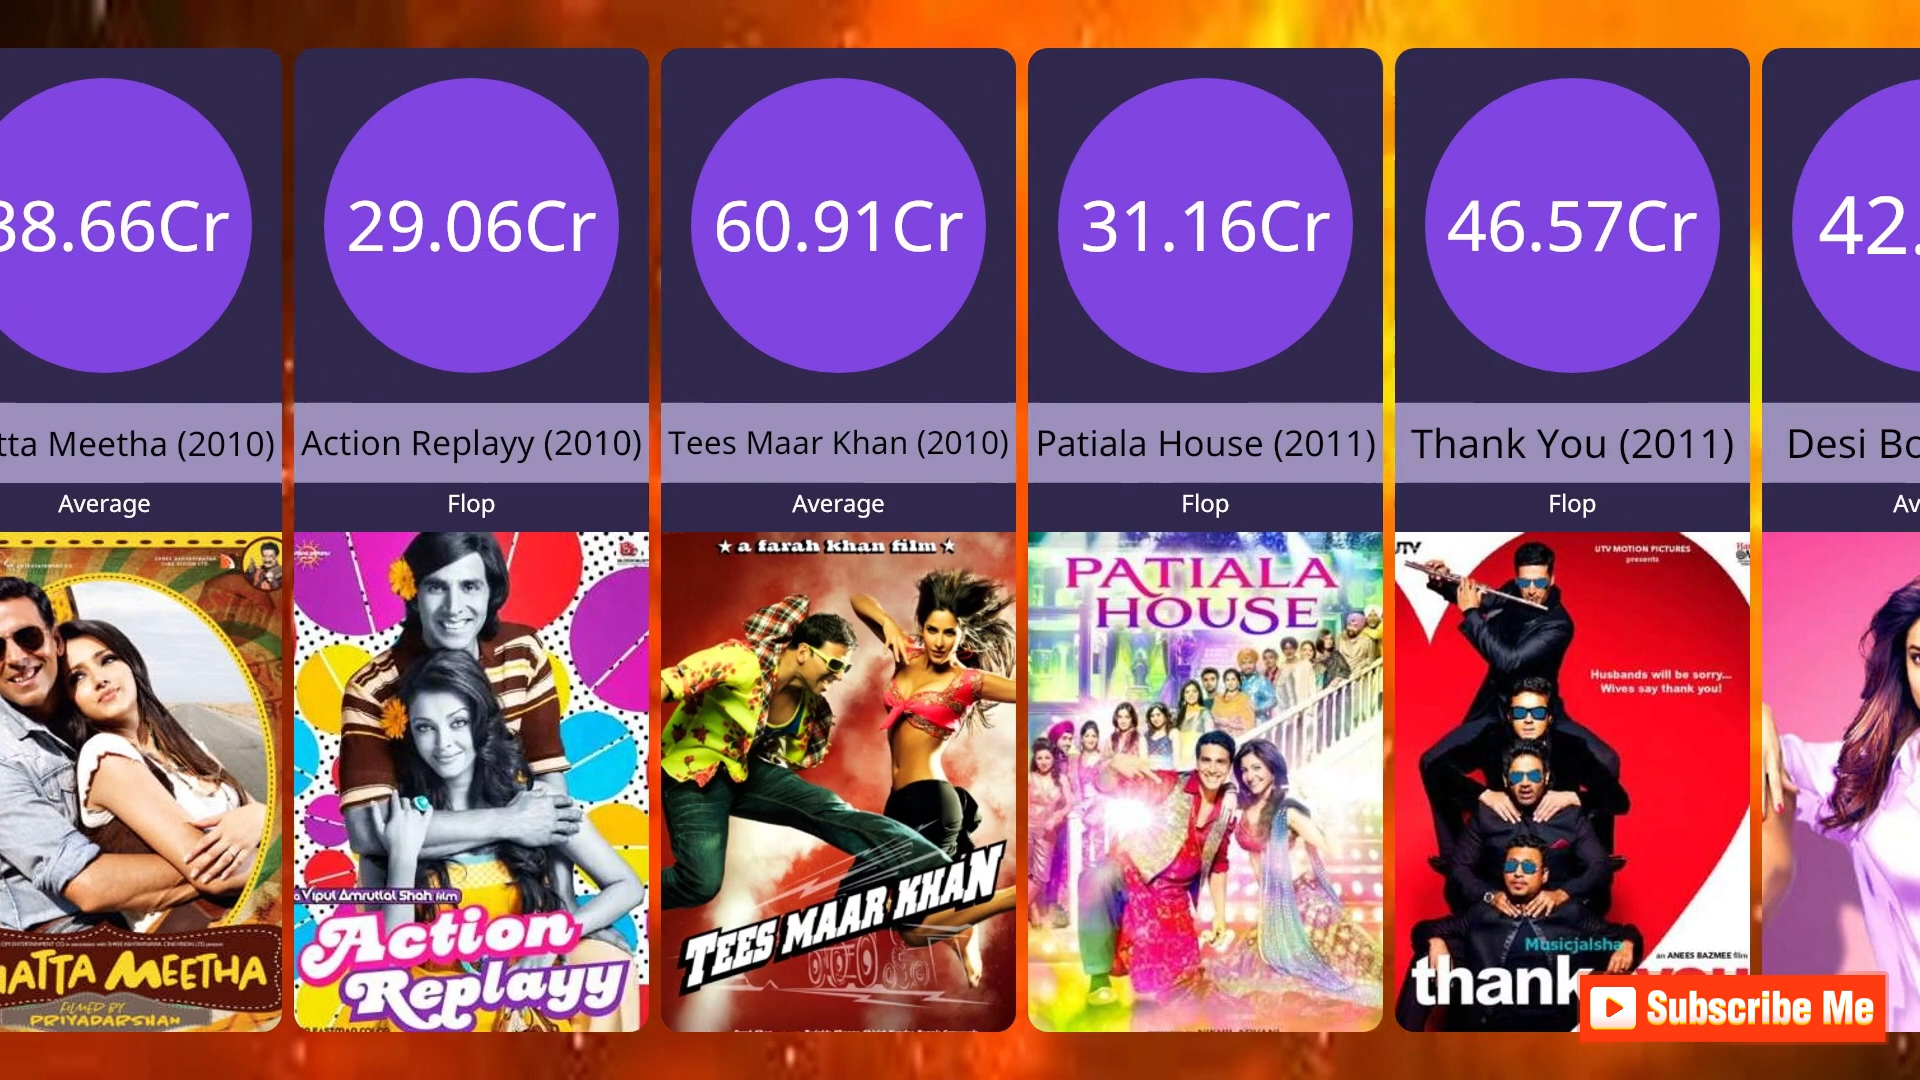 38.66Cr
29.06Cr
60.91Cr
31.16Cr
46.57Cr
42.
tta Meetha (2010)
Action Replayy (2010)
Tees Maar Khan (2010)
Patiala House (2011)
Thank You (2011)
Desi Bo
Average
Flop
Average
Flop
Flop
Av
HATTA MEETHA
FILMED BY
PRIYADARSHAN
a Vipul Amrutlal Shah film
Action
Replayy
a farah khan film
TEES MAAR KHAN
PATIALA
HOUSE
UTV
UTV MOTION PICTURES
presents
Husbands will be sorry...
Wives say thank you!
Musicjalsha
an ANEES BAZMEE film
thank you
Subscribe Me